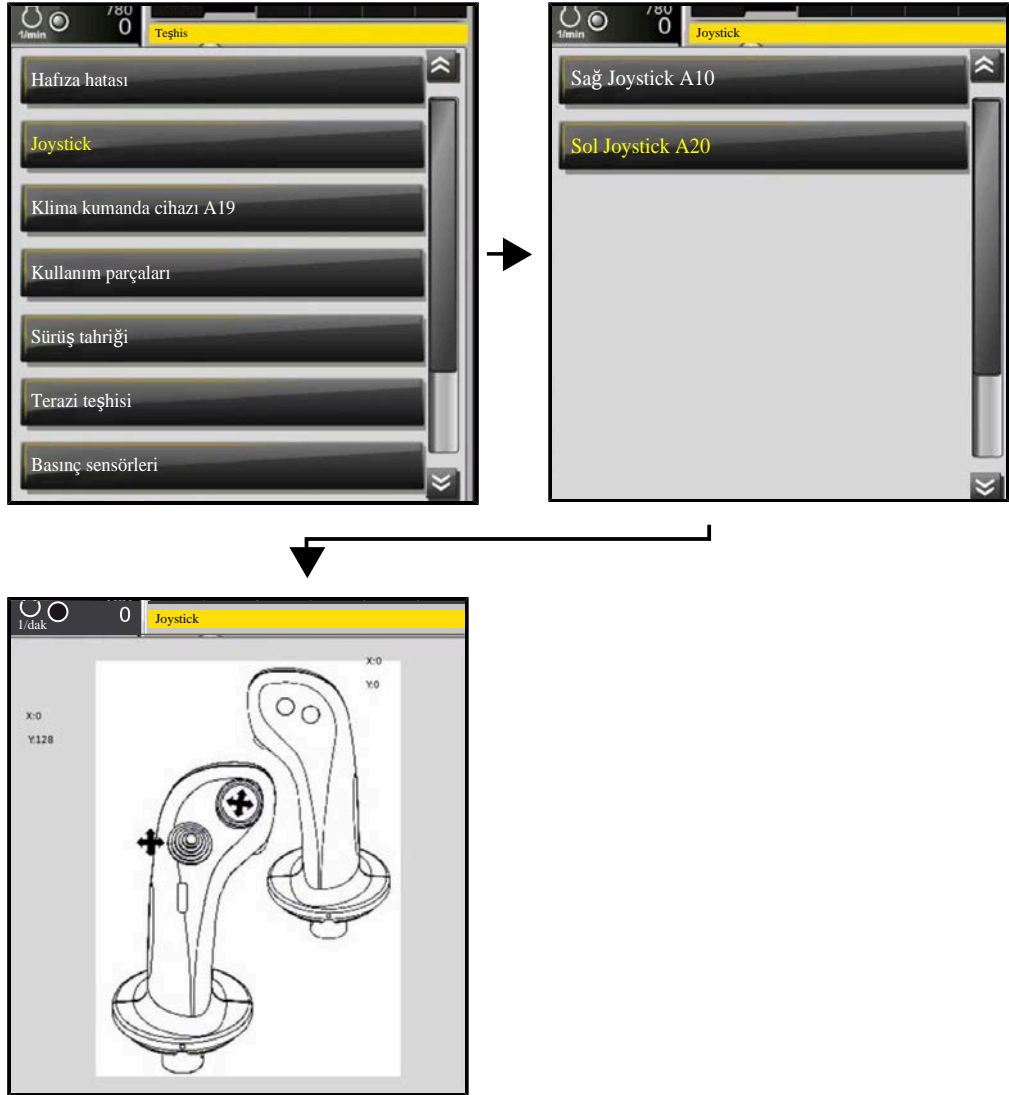 780
1/min
0
Teşhis
Hafıza hatası
Joystick
Klima kumanda cihazı A19
Kullanım parçaları
Sürüş tahriği
Terazi teşhisi
Basınç sensörleri
780
1/min
0
Joystick
Sağ Joystick A10
Sol Joystick A20
1/dak
0
Joystick
X:0
Y:0
X:0
Y:128